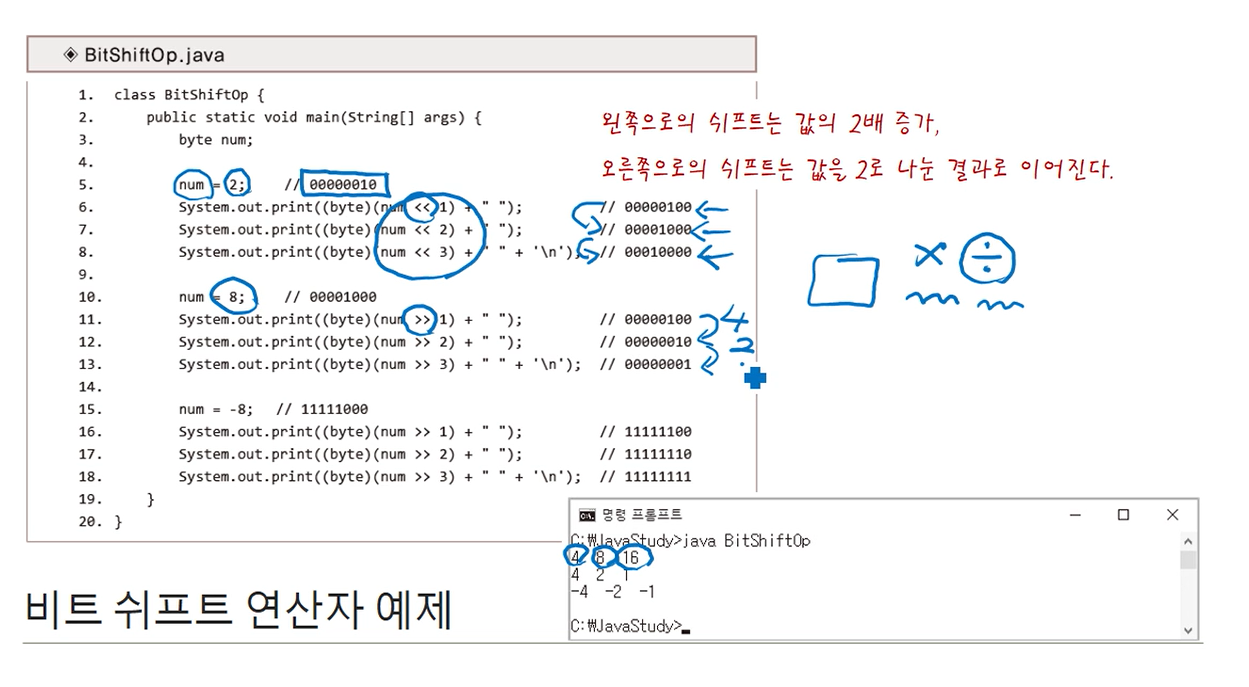 ◈ BitShiftOp.java
1. class BitShiftOp {
2. public static void main(String[] args) {
3. byte num;
4.
5. num = 2; // 00000010
6. System.out.print((byte)(num << 1) + " "); // 00000100
7. System.out.print((byte)(num << 2) + " "); // 00001000
8. System.out.print((byte)(num << 3) + " " + '\n'); // 00010000
9.
10. num = 8; // 00001000
11. System.out.print((byte)(num >> 1) + " "); // 00000100 4
12. System.out.print((byte)(num >> 2) + " "); // 00000010 2
13. System.out.print((byte)(num >> 3) + " " + '\n'); // 00000001
14.
15. num = -8; // 11111000
16. System.out.print((byte)(num >> 1) + " "); // 11111100
17. System.out.print((byte)(num >> 2) + " "); // 11111110
18. System.out.print((byte)(num >> 3) + " " + '\n'); // 11111111
19. }
20. }
왼쪽으로의 쉬프트는 값의 2배 증가,
오른쪽으로의 쉬프트는 값을 2로 나눈 결과로 이어진다.
× ÷
명령 프롬프트
C:\JavaStudy>java BitShiftOp
4 8 16
4 2 1
-4 -2 -1
C:\JavaStudy>
비트 쉬프트 연산자 예제